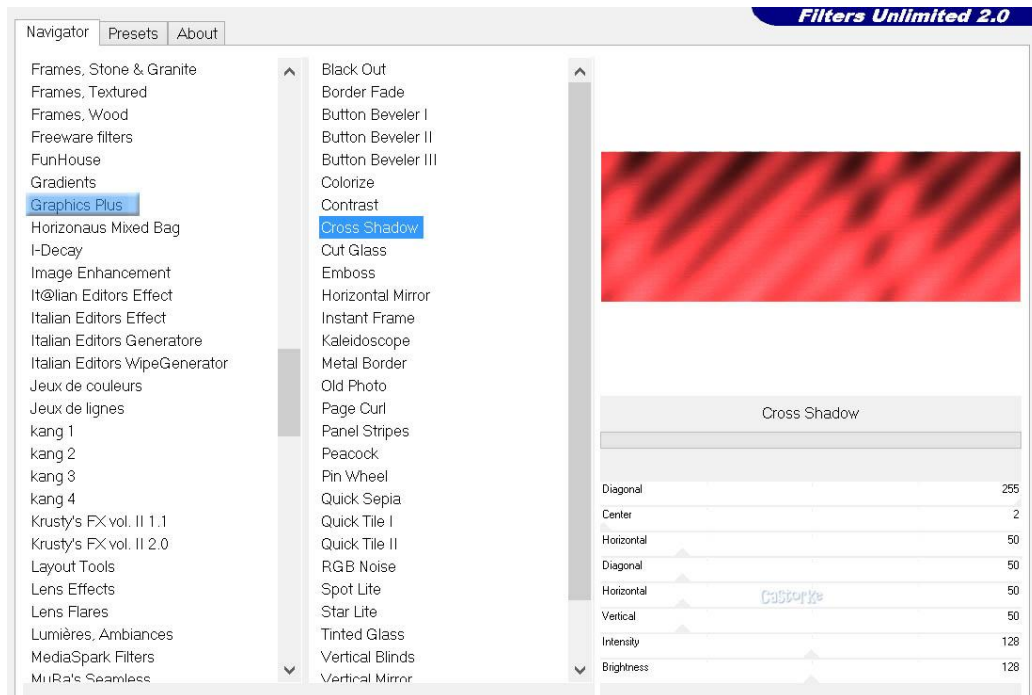 Filters Unlimited 2.0
Navigator Presets About
Frames, Stone & Granite
Frames, Textured
Frames, Wood
Freeware filters
FunHouse
Gradients
Graphics Plus
Horizonaus Mixed Bag
I-Decay
Image Enhancement
It@lian Editors Effect
Italian Editors Effect
Italian Editors Generatore
Italian Editors WipeGenerator
Jeux de couleurs
Jeux de lignes
kang 1
kang 2
kang 3
kang 4
Krusty's FX vol. II 1.1
Krusty's FX vol. II 2.0
Layout Tools
Lens Effects
Lens Flares
Lumières, Ambiances
MediaSpark Filters
MuRa's Seamless
Black Out
Border Fade
Button Beveler I
Button Beveler II
Button Beveler III
Colorize
Contrast
Cross Shadow
Cut Glass
Emboss
Horizontal Mirror
Instant Frame
Kaleidoscope
Metal Border
Old Photo
Page Curl
Panel Stripes
Peacock
Pin Wheel
Quick Sepia
Quick Tile I
Quick Tile II
RGB Noise
Spot Lite
Star Lite
Tinted Glass
Vertical Blinds
Vertical Mirror
Cross Shadow
Diagonal 255
Center 2
Horizontal 50
Diagonal 50
Horizontal 50
Castorke
Vertical 50
Intensity 128
Brightness 128